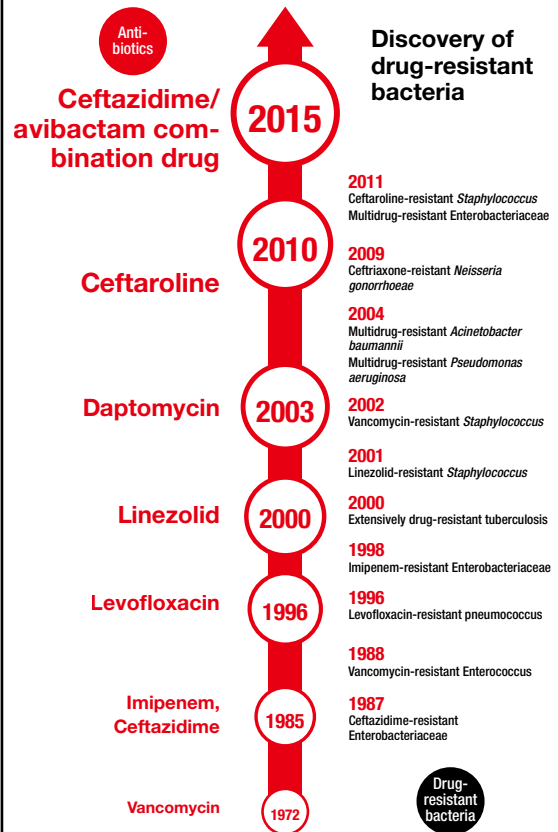 Anti-
biotics
Discovery of
drug-resistant
bacteria
Ceftazidime/
avibactam com-
bination drug
2015
2011
Ceftaroline-resistant Staphylococcus
Multidrug-resistant Enterobacteriaceae
2010
Ceftaroline
2009
Ceftriaxone-reistant Neisseria
gonorrhoeae
2004
Multidrug-resistant Acinetobacter
baumannii
Multidrug-resistant Pseudomonas
aeruginosa
Daptomycin
2003
2002
Vancomycin-resistant Staphylococcus
2001
Linezolid-resistant Staphylococcus
Linezolid
2000
2000
Extensively drug-resistant tuberculosis
1998
Imipenem-resistant Enterobacteriaceae
Levofloxacin
1996
1996
Levofloxacin-resistant pneumococcus
1988
Vancomycin-resistant Enterococcus
Imipenem,
Ceftazidime
1985
1987
Ceftazidime-resistant
Enterobacteriaceae
Vancomycin
1972
Drug-
resistant
bacteria